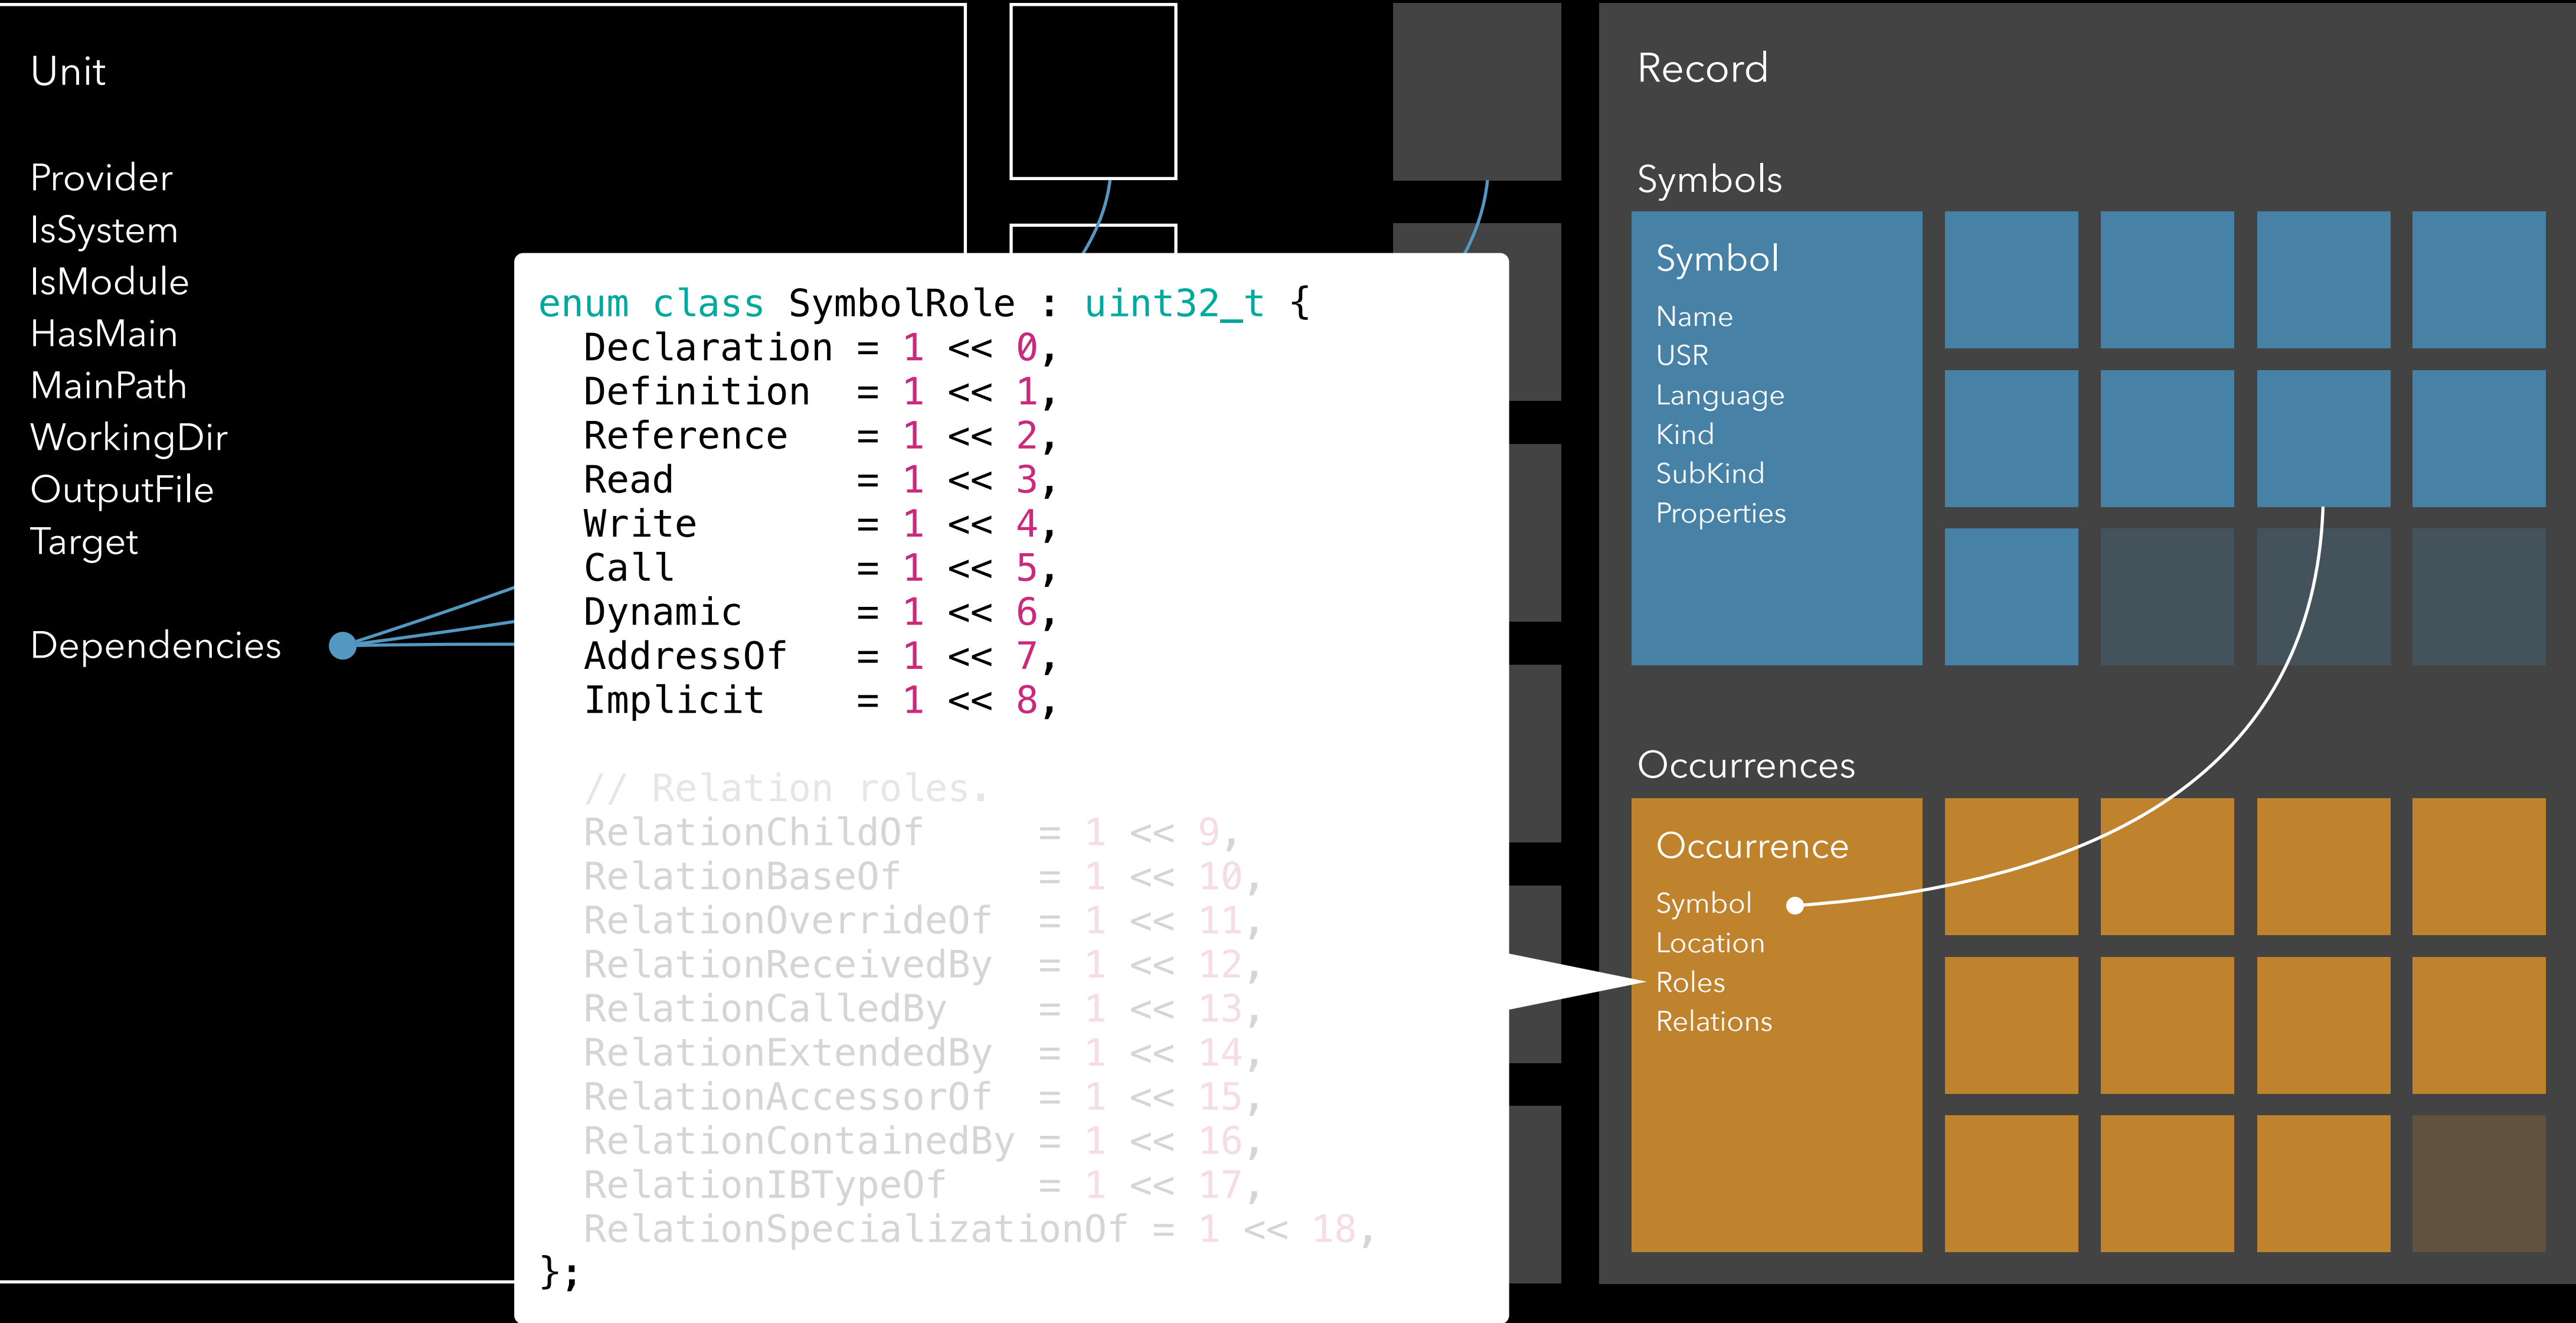 Unit
Provider
IsSystem
IsModule
HasMain
MainPath
WorkingDir
OutputFile
Target
Dependencies
enum class SymbolRole : uint32_t {
  Declaration = 1 << 0,
  Definition  = 1 << 1,
  Reference   = 1 << 2,
  Read        = 1 << 3,
  Write       = 1 << 4,
  Call        = 1 << 5,
  Dynamic     = 1 << 6,
  AddressOf   = 1 << 7,
  Implicit    = 1 << 8,
  // Relation roles.
  RelationChildOf     = 1 << 9,
  RelationBaseOf      = 1 << 10,
  RelationOverrideOf  = 1 << 11,
  RelationReceivedBy  = 1 << 12,
  RelationCalledBy    = 1 << 13,
  RelationExtendedBy  = 1 << 14,
  RelationAccessorOf  = 1 << 15,
  RelationContainedBy = 1 << 16,
  RelationIBTypeOf    = 1 << 17,
  RelationSpecializationOf = 1 << 18,
};
Record
Symbols
Symbol
Name
USR
Language
Kind
SubKind
Properties
Occurrences
Occurrence
Symbol
Location
Roles
Relations